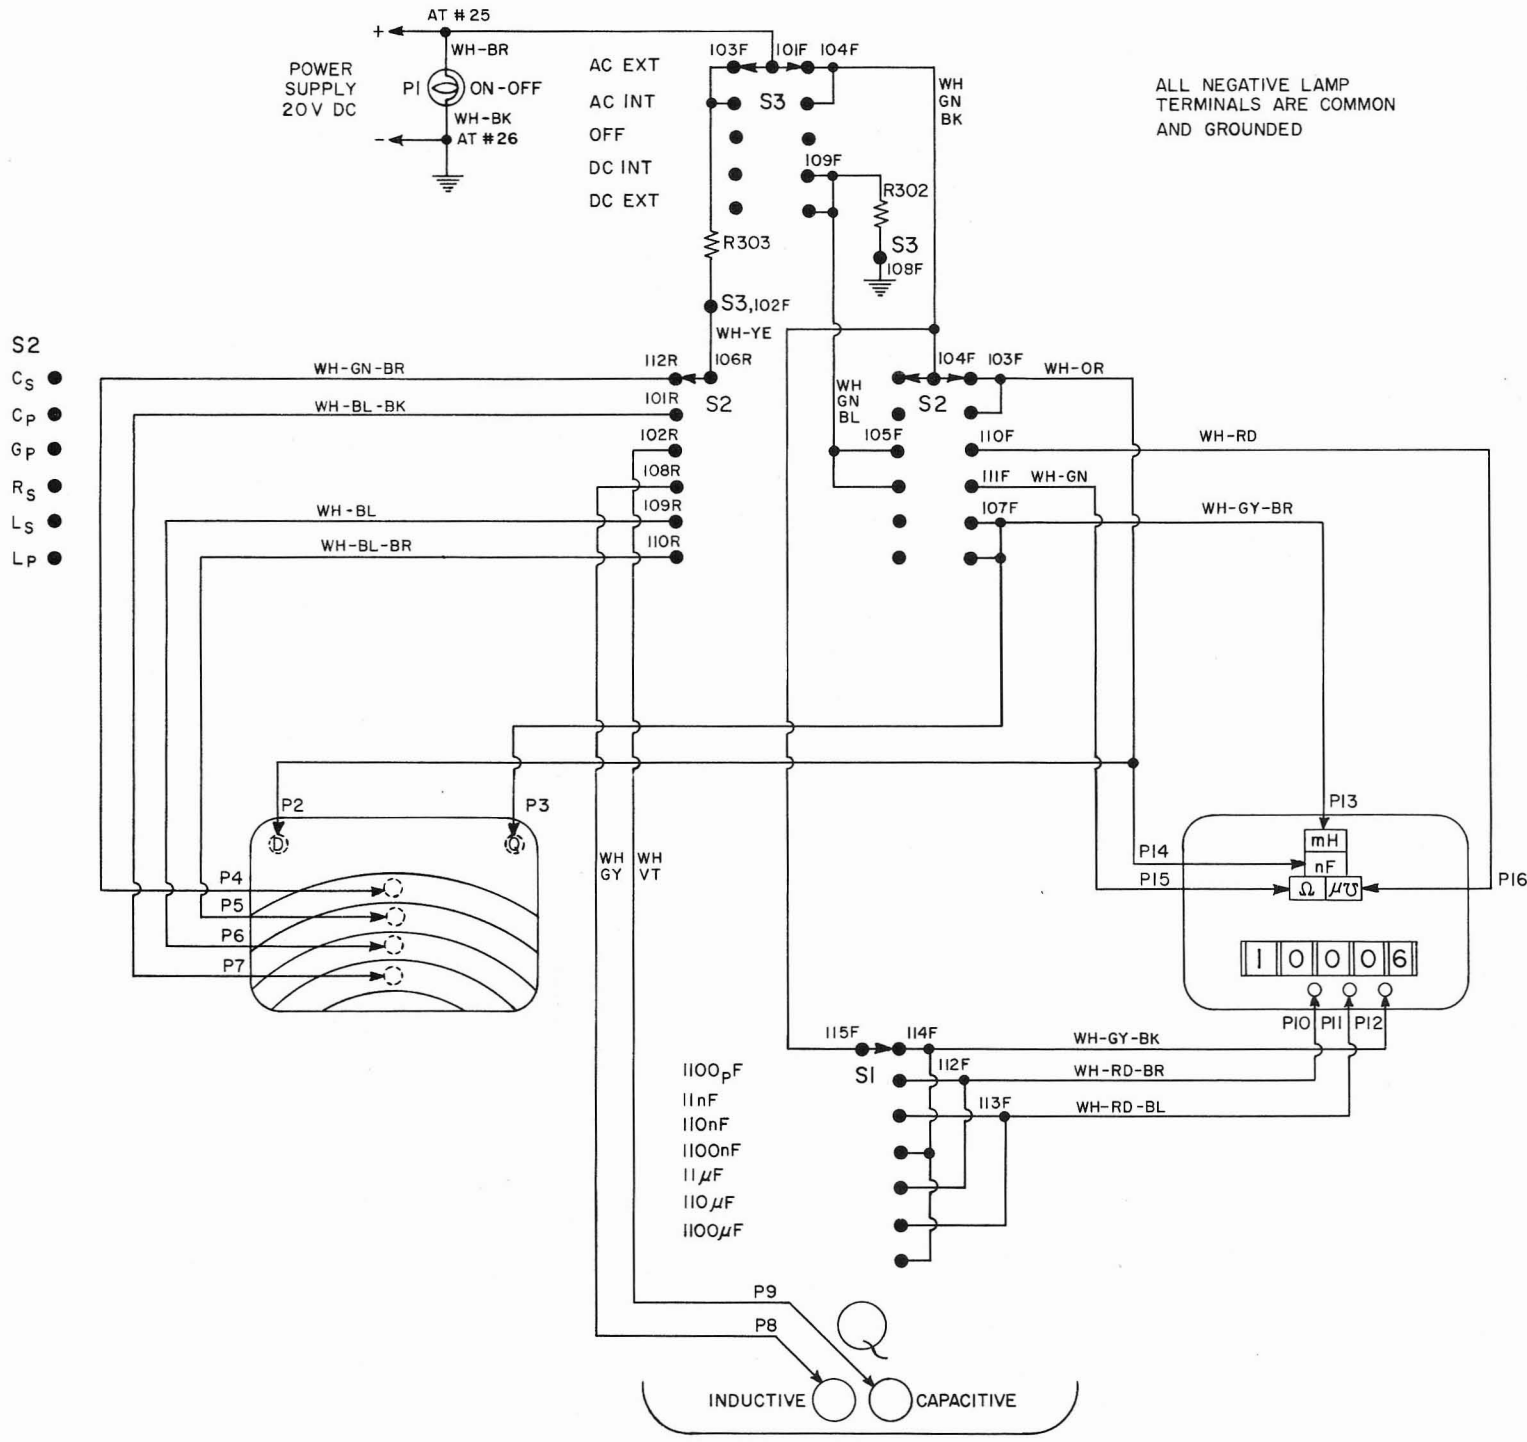 AT #25
+
WH-BR
POWER
SUPPLY
20V DC
P1
ON-OFF
WH-BK
-
AT #26
103F
101F
104F
AC EXT
AC INT
S3
OFF
DC INT
109F
DC EXT
R302
R303
S3
108F
S3,102F
WH
GN
BK
ALL NEGATIVE LAMP
TERMINALS ARE COMMON
AND GROUNDED
WH-YE
S2
CS
CP
GP
RS
LS
LP
WH-GN-BR
112R
106R
WH-BL-BK
101R
S2
102R
108R
WH-BL
109R
WH-BL-BR
110R
WH
GN
BL
104F
103F
WH-OR
S2
105F
110F
WH-RD
111F
WH-GN
107F
WH-GY-BR
P2
P3
D
Q
P4
P5
P6
P7
WH
GY
WH
VT
P13
mH
P14
nF
P15
Ω
μ℧
P16
1 0 0 0 6
P10
P11
P12
115F
114F
WH-GY-BK
S1
112F
WH-RD-BR
113F
WH-RD-BL
1100pF
11nF
110nF
1100nF
11μF
110μF
1100μF
P9
P8
Q
INDUCTIVE
CAPACITIVE